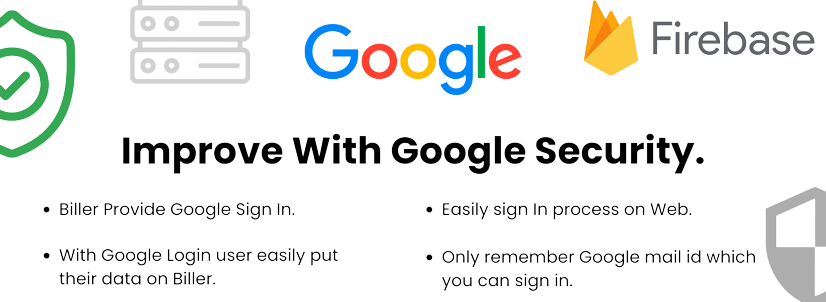 Google
Firebase
Improve With Google Security.
• Biller Provide Google Sign In.
• With Google Login user easily put
their data on Biller.
• Easily sign In process on Web.
• Only remember Google mail id which
you can sign in.